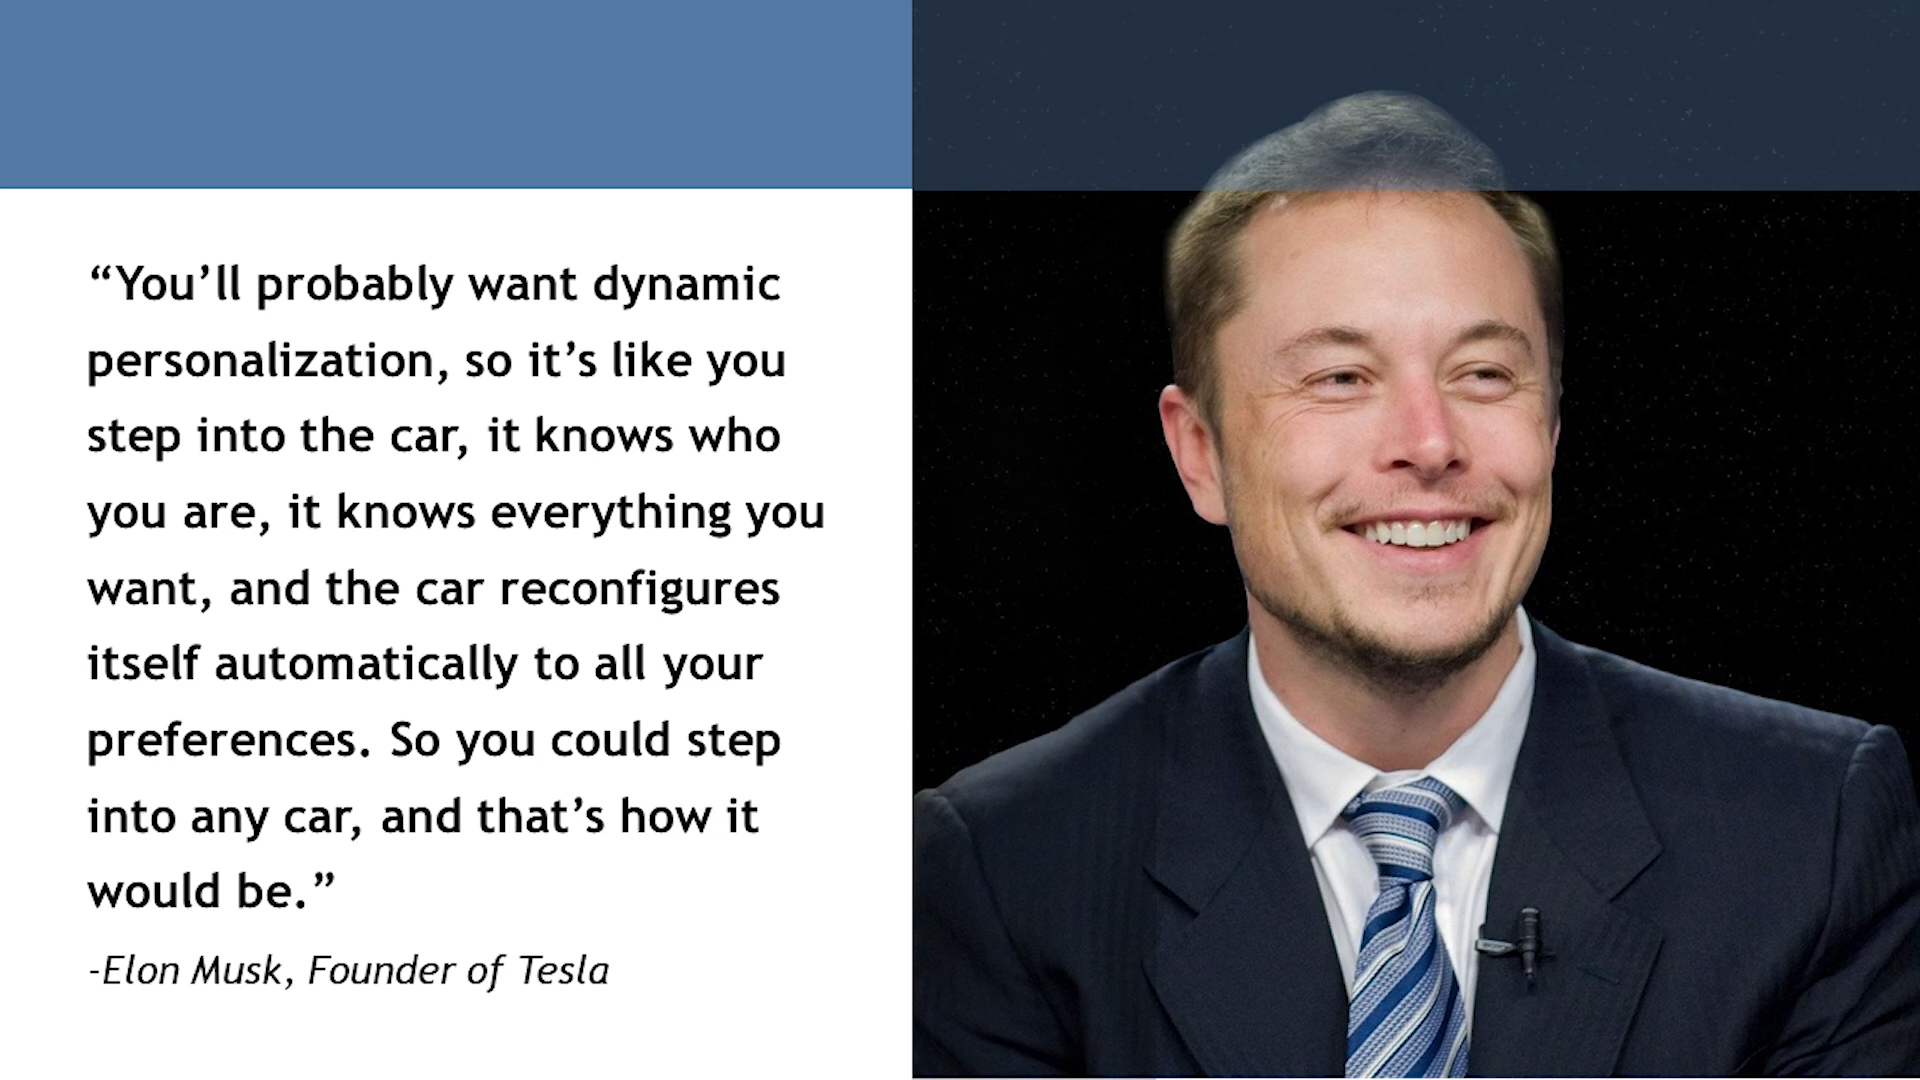 “You’ll probably want dynamic
personalization, so it’s like you
step into the car, it knows who
you are, it knows everything you
want, and the car reconfigures
itself automatically to all your
preferences. So you could step
into any car, and that’s how it
would be.”
-Elon Musk, Founder of Tesla